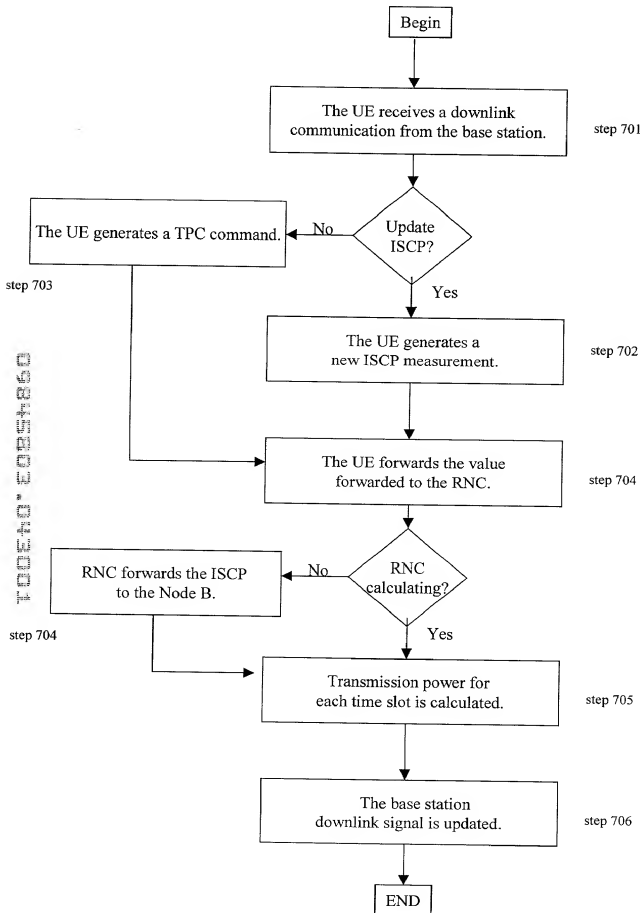 Begin
The UE receives a downlink
communication from the base station.
step 701
Update
ISCP?
No
The UE generates a TPC command.
step 703
Yes
The UE generates a
new ISCP measurement.
step 702
The UE forwards the value
forwarded to the RNC.
step 704
RNC
calculating?
No
RNC forwards the ISCP
to the Node B.
step 704
Yes
Transmission power for
each time slot is calculated.
step 705
The base station
downlink signal is updated.
step 706
END